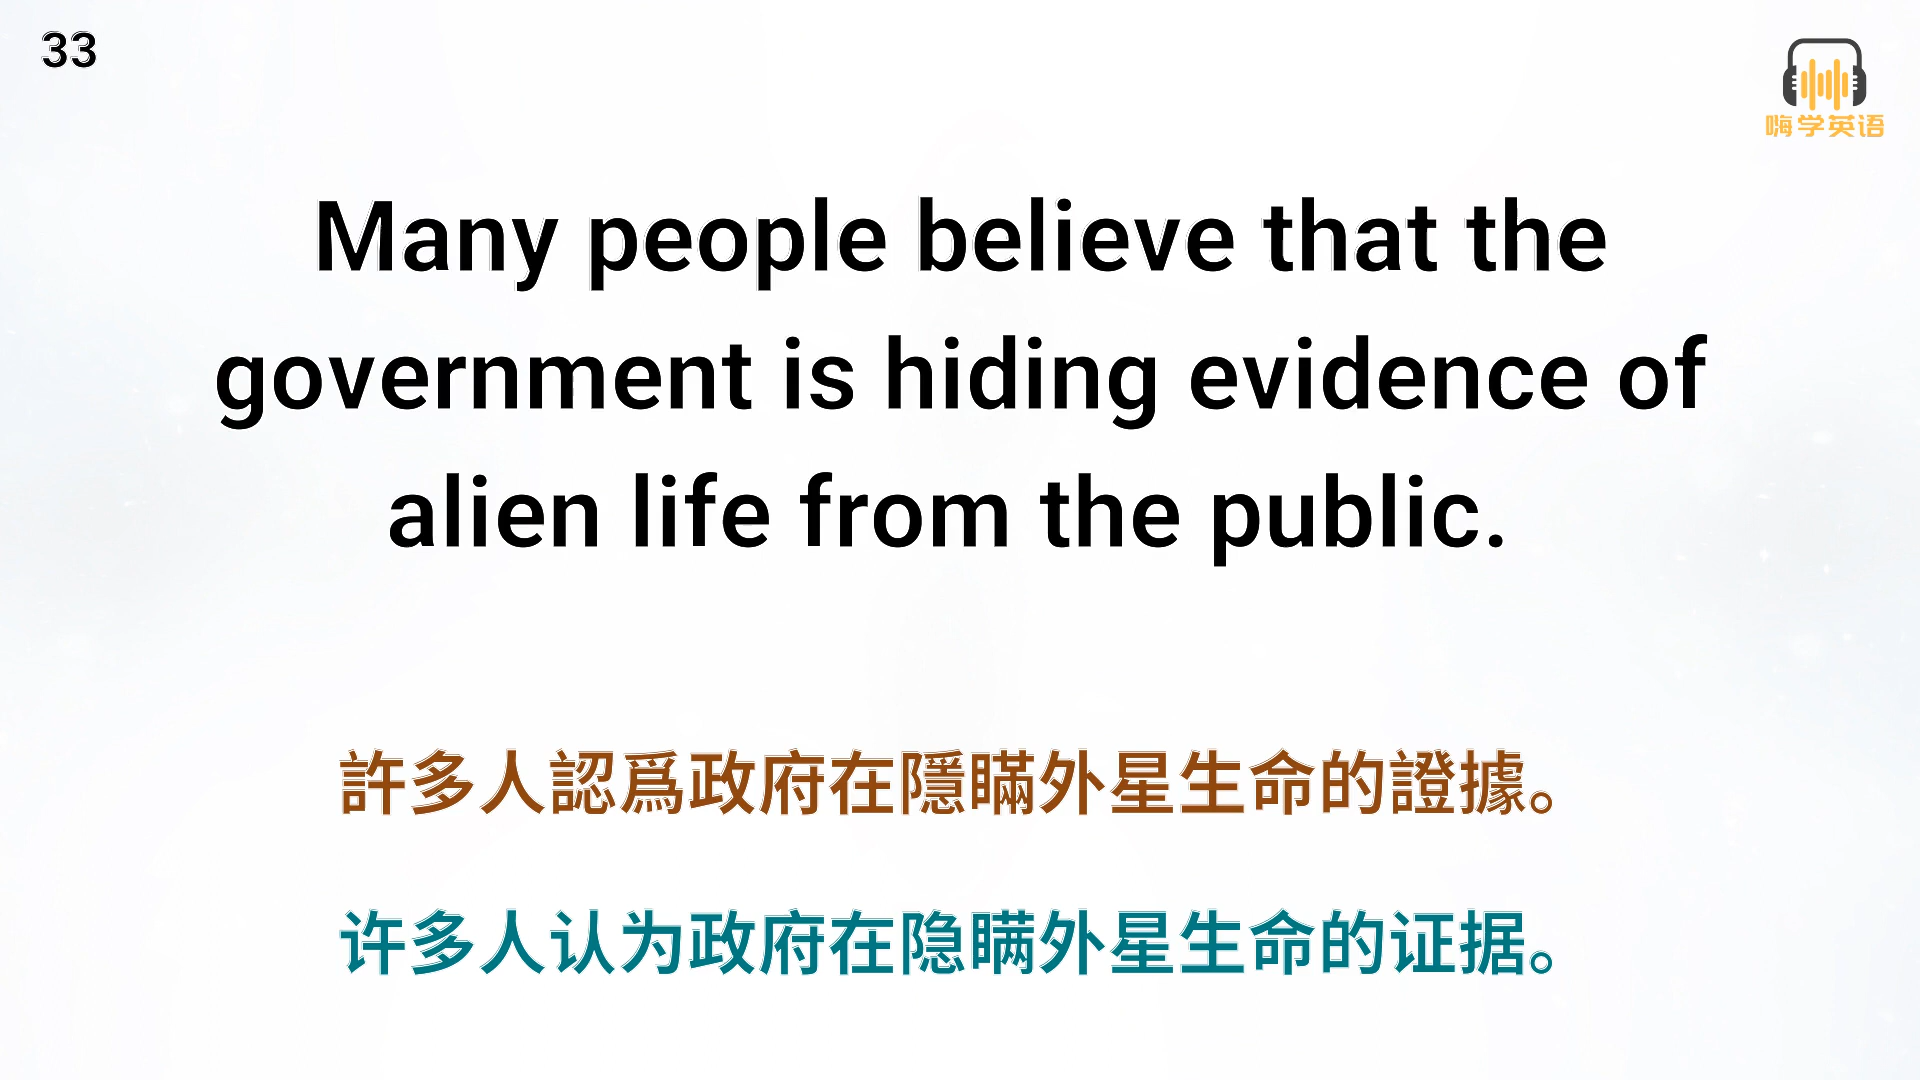 33
嗨学英语
Many people believe that the
government is hiding evidence of
alien life from the public.
許多人認爲政府在隱瞞外星生命的證據。
许多人认为政府在隐瞒外星生命的证据。